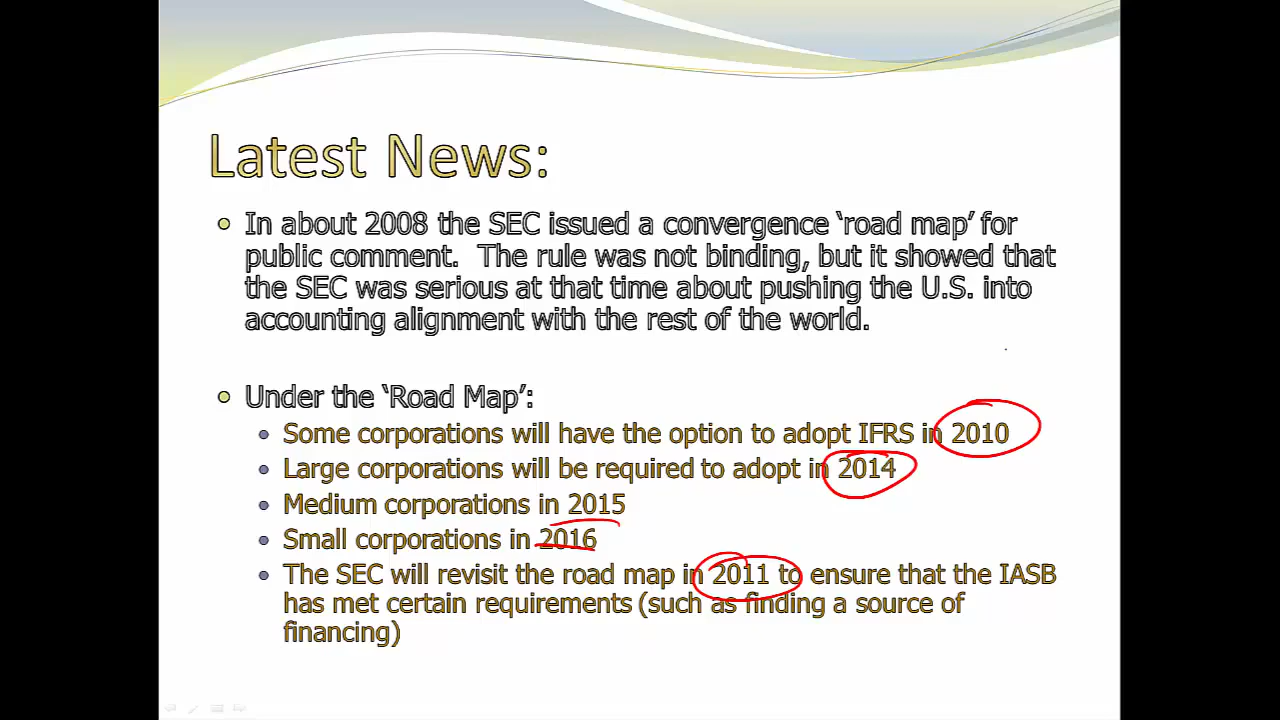 Latest News:
In about 2008 the SEC issued a convergence ‘road map’ for
public comment.  The rule was not binding, but it showed that
the SEC was serious at that time about pushing the U.S. into
accounting alignment with the rest of the world.
Under the ‘Road Map’:
Some corporations will have the option to adopt IFRS in 2010
Large corporations will be required to adopt in 2014
Medium corporations in 2015
Small corporations in 2016
The SEC will revisit the road map in 2011 to ensure that the IASB
has met certain requirements (such as finding a source of
financing)